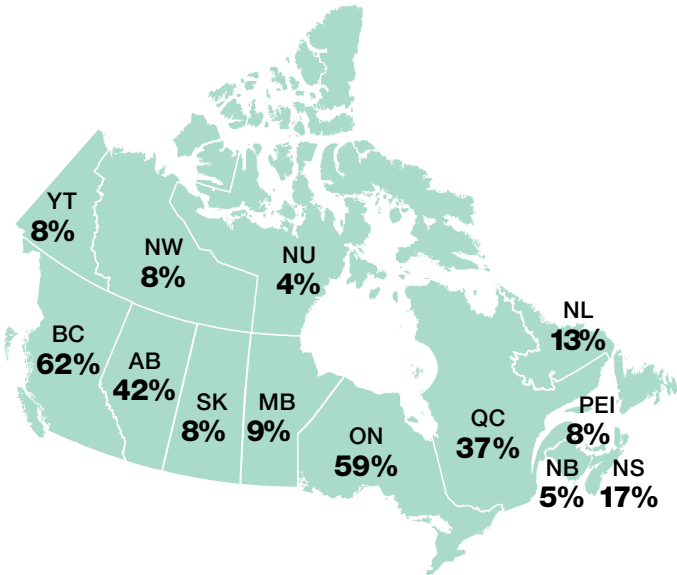 YT
8%
NW
8%
NU
4%
NL
13%
BC
62%
AB
42%
SK
8%
MB
9%
ON
59%
QC
37%
PEI
8%
NB
5%
NS
17%